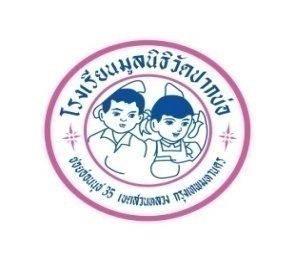 โรงเรียนมูลนิธิวัดปากบ่อ
ซอยอ่อนนุช 35 เขตสวนหลวง กรุงเทพมหานคร